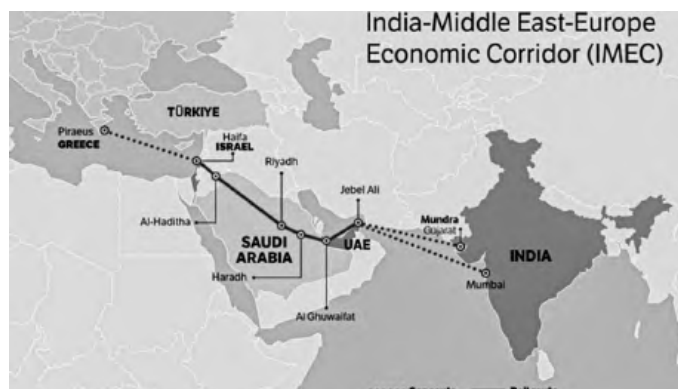 India-Middle East-Europe
Economic Corridor (IMEC)
TÜRKIYE
Piraeus
GREECE
Haifa
ISRAEL
Riyadh
Jebel Ali
Al-Haditha
Mundra
Gujarat
SAUDI
ARABIA
UAE
INDIA
Haradh
Mumbai
Al Ghuwaifat